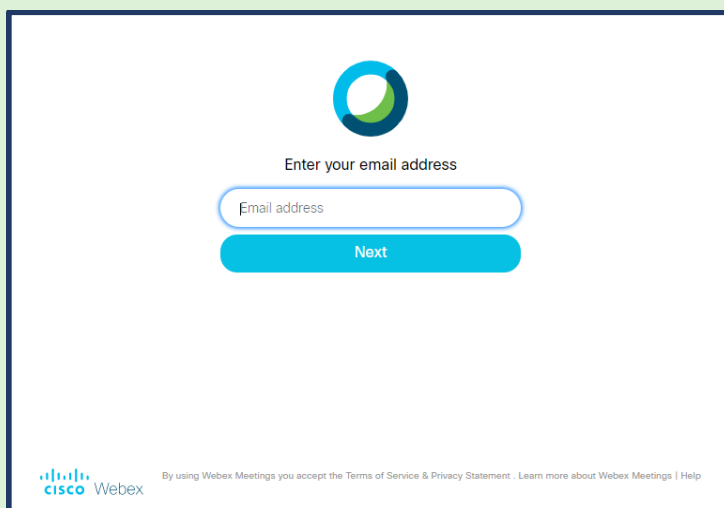 Enter your email address
Email address
Next
CISCO Webex
By using Webex Meetings you accept the Terms of Service & Privacy Statement . Learn more about Webex Meetings | Help